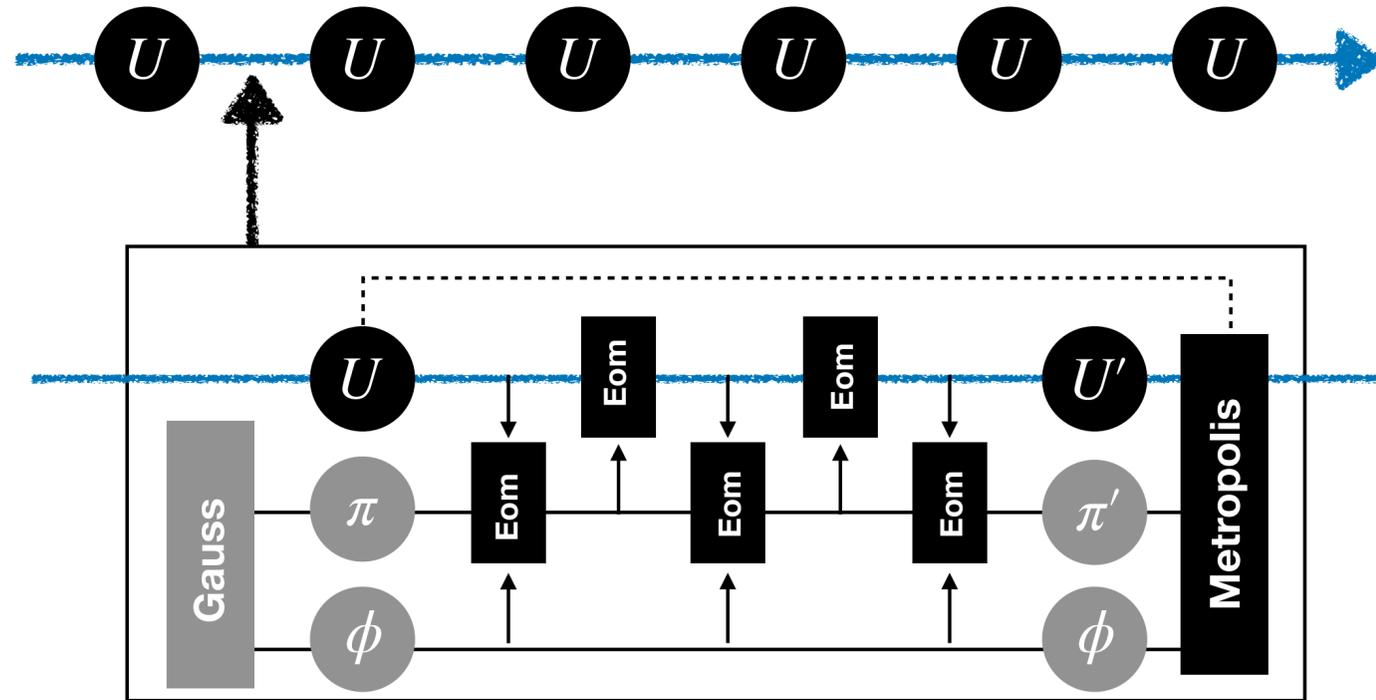 U U U U U U
Eom Eom
U U′
Eom Eom Eom
Metropolis
Gauss
π π′
ϕ ϕ